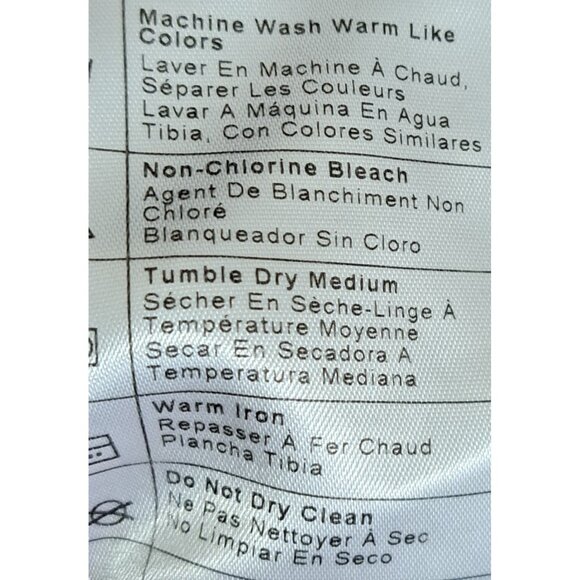 Machine Wash Warm Like
Colors
Laver En Machine À Chaud,
Séparer Les Couleurs
Lavar A Máquina En Agua
Tibia, Con Colores Similares
Non-Chlorine Bleach
Agent De Blanchiment Non
Chloré
Blanqueador Sin Cloro
Tumble Dry Medium
Sécher En Sèche-Linge À
Température Moyenne
Secar En Secadora A
Temperatura Mediana
Warm Iron
Repasser À Fer Chaud
Plancha Tibia
Do Not Dry Clean
Ne Pas Nettoyer À Sec
No Limpiar En Seco